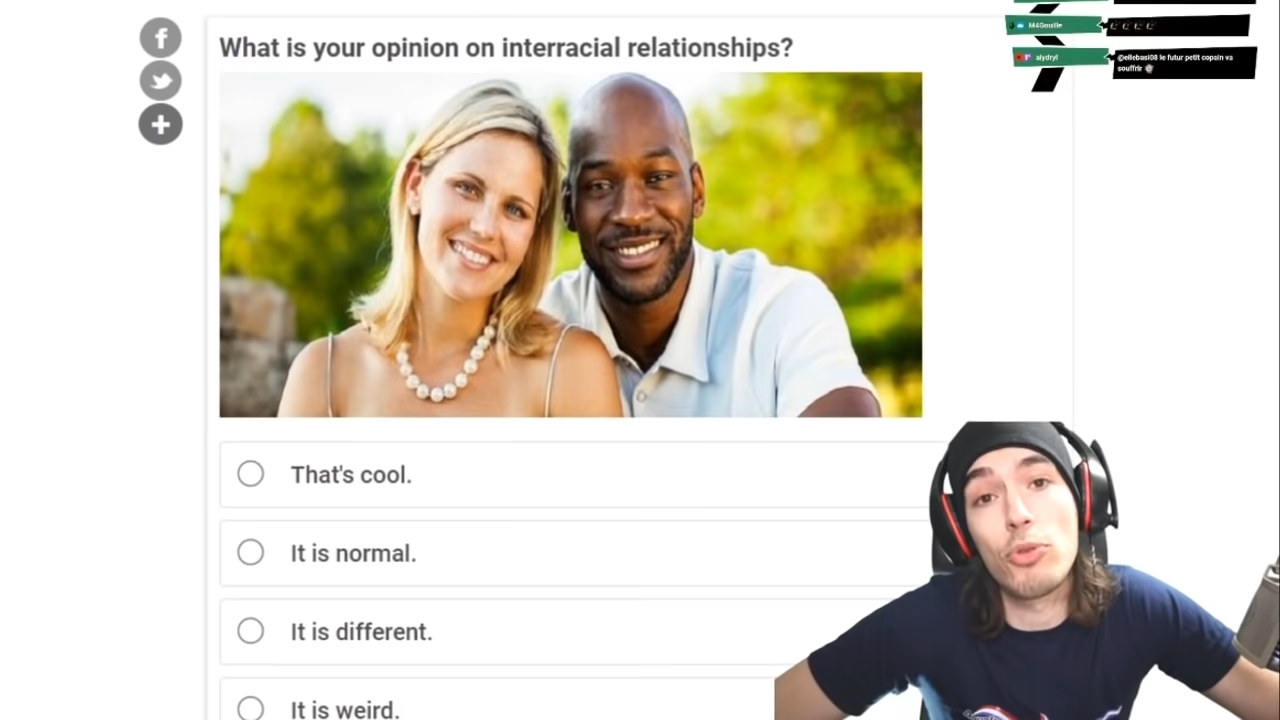 What is your opinion on interracial relationships?
M4Gouille
alydryl
@ellebasi08 le futur petit copain va
souffrir
That's cool.
It is normal.
It is different.
It is weird.